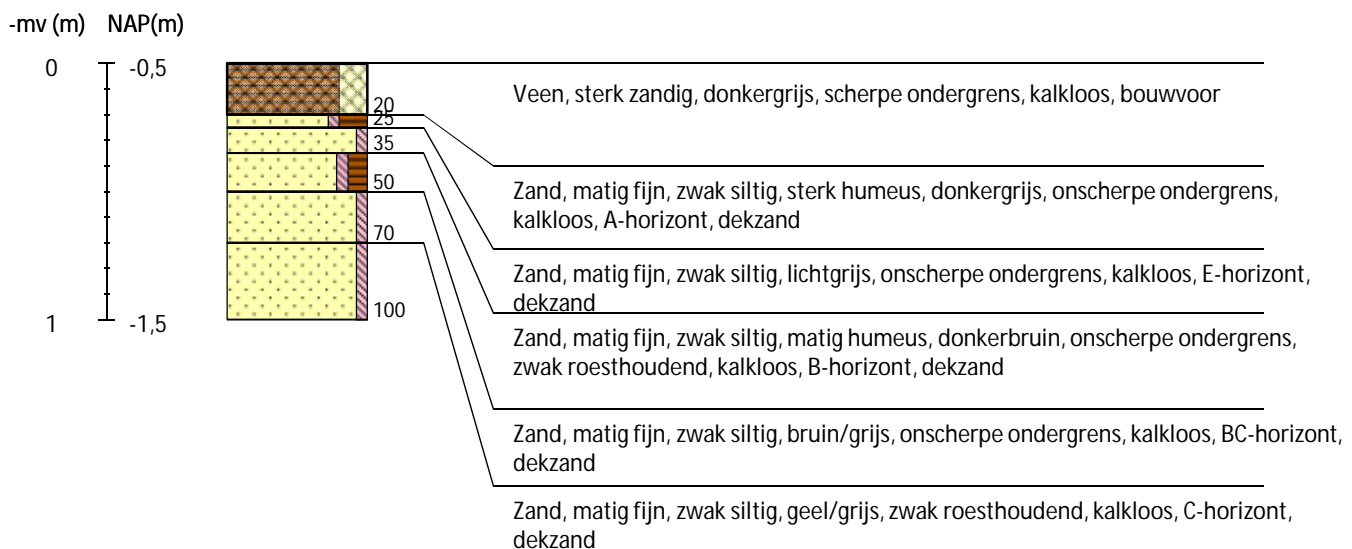 -mv (m) NAP(m)
0 -0,5
Veen, sterk zandig, donkergrijs, scherpe ondergrens, kalkloos, bouwvoor
20
25
35
Zand, matig fijn, zwak siltig, sterk humeus, donkergrijs, onscherpe ondergrens,
kalkloos, A-horizont, dekzand
50
70
Zand, matig fijn, zwak siltig, lichtgrijs, onscherpe ondergrens, kalkloos, E-horizont,
dekzand
100
1 -1,5
Zand, matig fijn, zwak siltig, matig humeus, donkerbruin, onscherpe ondergrens,
zwak roesthoudend, kalkloos, B-horizont, dekzand
Zand, matig fijn, zwak siltig, bruin/grijs, onscherpe ondergrens, kalkloos, BC-horizont,
dekzand
Zand, matig fijn, zwak siltig, geel/grijs, zwak roesthoudend, kalkloos, C-horizont,
dekzand